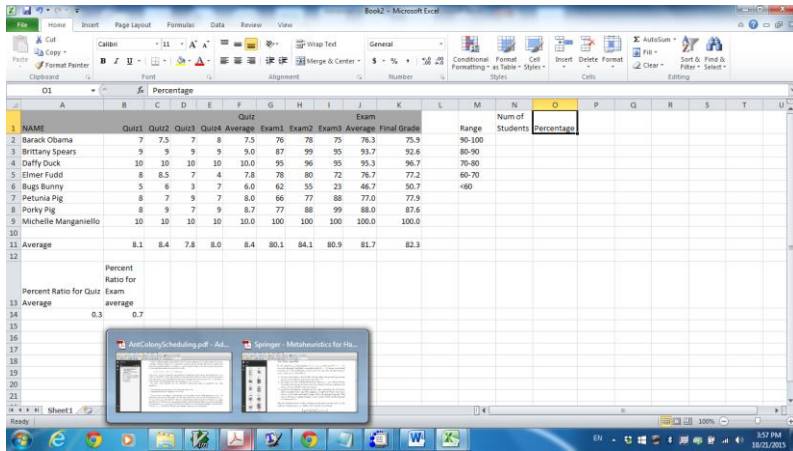 Book2 - Microsoft Excel
File Home Insert Page Layout Formulas Data Review View
Cut
Copy
Format Painter
Paste
Clipboard
Calibri 11
B I U
Font
Wrap Text
Merge & Center
Alignment
General
$ % ,
Number
Conditional Formatting
Format as Table
Cell Styles
Styles
Insert Delete Format
Cells
AutoSum
Fill
Clear
Sort & Filter
Find & Select
Editing
O1 fx Percentage
A B C D E F G H I J K L M N O P Q R S T U
Quiz Exam Num of
1 NAME Quiz1 Quiz2 Quiz3 Quiz4 Average Exam1 Exam2 Exam3 Average Final Grade Range Students Percentage
2 Barack Obama 7 7.5 7 8 7.5 76 78 75 76.3 75.9 90-100
3 Brittany Spears 9 9 9 9 9.0 87 99 95 93.7 92.6 80-90
4 Daffy Duck 10 10 10 10 10.0 95 96 95 95.3 96.7 70-80
5 Elmer Fudd 8 8.5 7 4 7.8 78 80 72 76.7 77.2 60-70
6 Bugs Bunny 5 6 3 7 6.0 62 55 23 46.7 50.7 <60
7 Petunia Pig 8 7 9 7 8.0 66 77 88 77.0 77.9
8 Porky Pig 8 9 7 9 8.7 77 88 99 88.0 87.6
9 Michelle Manganiello 10 10 10 10 10.0 100 100 100 100.0 100.0
10
11 Average 8.1 8.4 7.8 8.0 8.4 80.1 84.1 80.9 81.7 82.3
12
Percent
Ratio for
Percent Ratio for Quiz Exam
13 Average average
14 0.3 0.7
15
16
17
18
19
20
21
AntColonyScheduling.pdf - Ad... Springer - Metaheuristics for Ha...
Sheet1
Ready 100%
EN 3:57 PM
10/21/2015